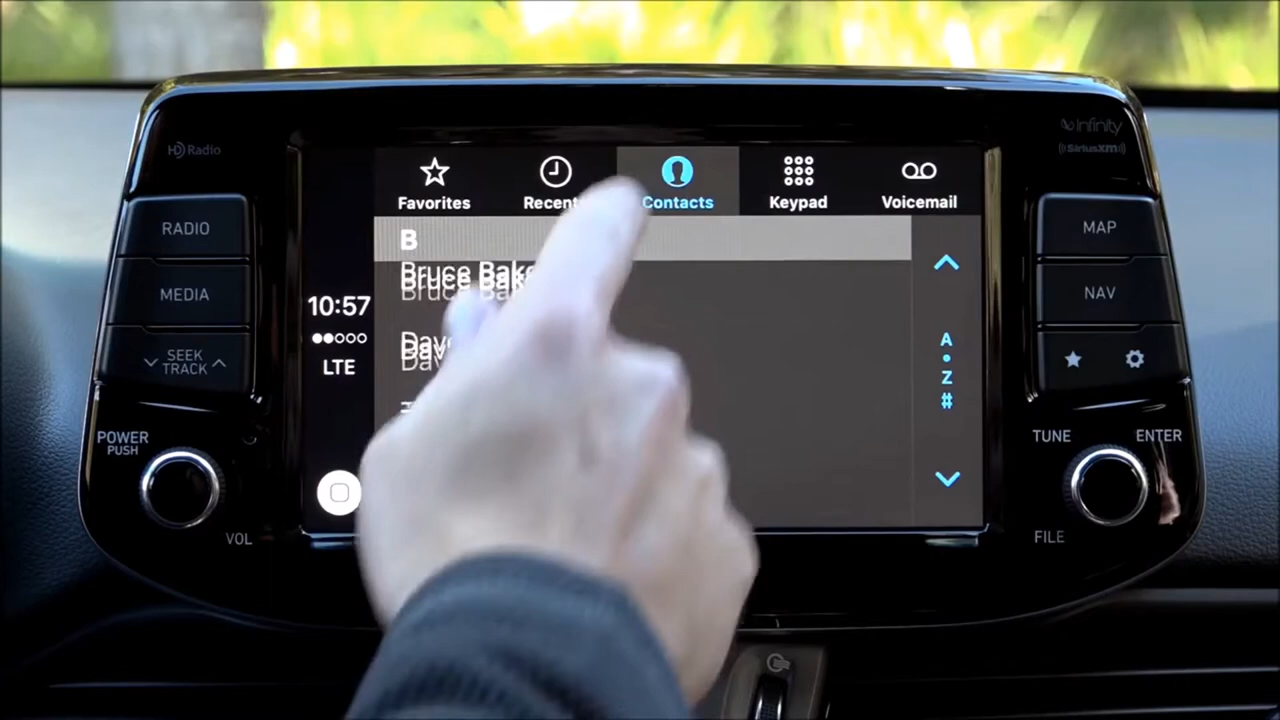 HD Radio
Infinity
SiriusXM
RADIO
MEDIA
SEEK
TRACK
POWER
PUSH
VOL
Favorites
Contacts
Keypad
Voicemail
B
Bruce
10:57
LTE
A
Z
#
MAP
NAV
TUNE
ENTER
FILE